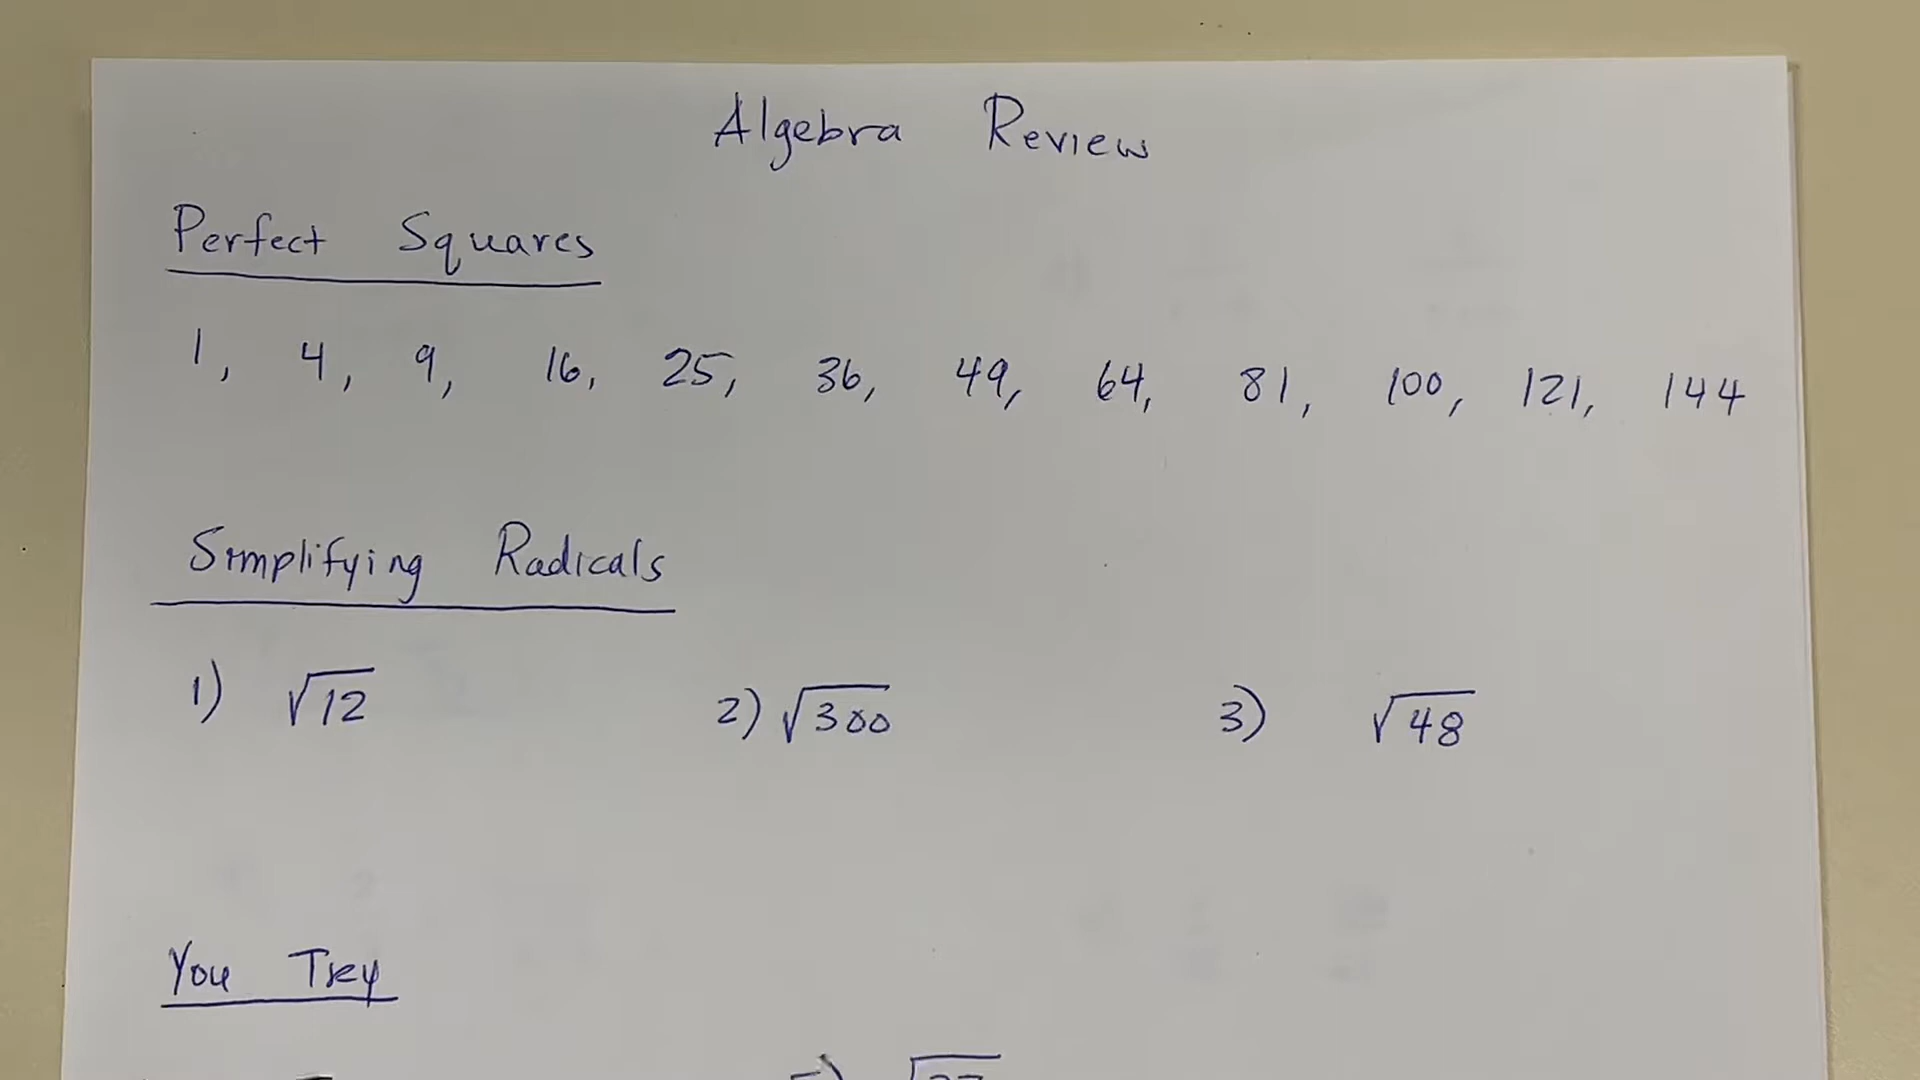 Algebra Review
Perfect Squares
1, 4, 9, 16, 25, 36, 49, 64, 81, 100, 121, 144
Simplifying Radicals
1) √12 2) √300 3) √48
You Try